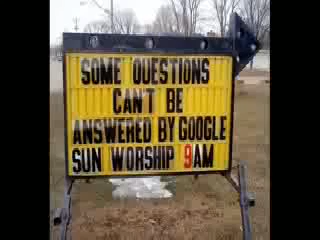 SOME QUESTIONS
CAN'T BE
ANSWERED BY GOOGLE
SUN WORSHIP 9AM